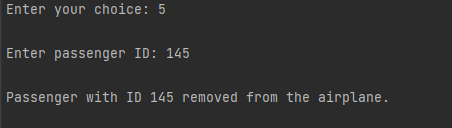 Enter your choice: 5
Enter passenger ID: 145
Passenger with ID 145 removed from the airplane.